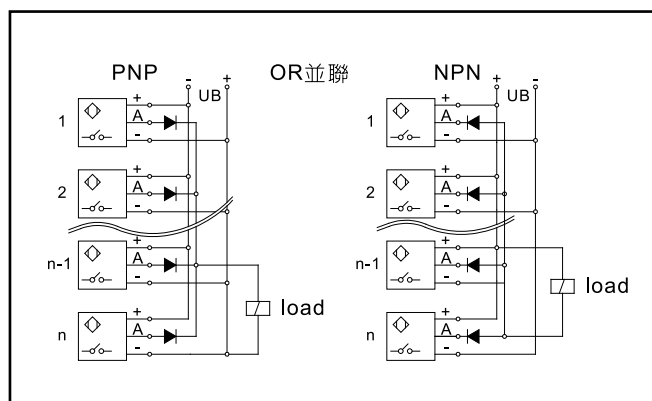 PNP - + OR並聯 NPN + -
UB UB
1 + A - 1 + A -
2 + A - 2 + A -
n-1 + A - n-1 + A -
load load
n + A - n + A -